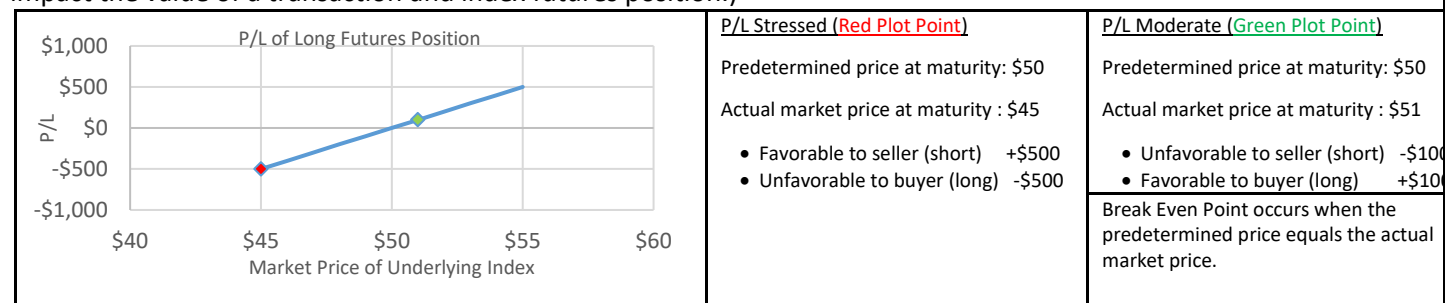 impact the value of a transaction and index futures position.)
P/L of Long Futures Position
$1,000
$500
$0
-$500
-$1,000
P/L
$40 $45 $50 $55 $60
Market Price of Underlying Index
P/L Stressed (Red Plot Point)
Predetermined price at maturity: $50
Actual market price at maturity : $45
• Favorable to seller (short) +$500
• Unfavorable to buyer (long) -$500
P/L Moderate (Green Plot Point)
Predetermined price at maturity: $50
Actual market price at maturity : $51
• Unfavorable to seller (short) -$100
• Favorable to buyer (long) +$100
Break Even Point occurs when the
predetermined price equals the actual
market price.